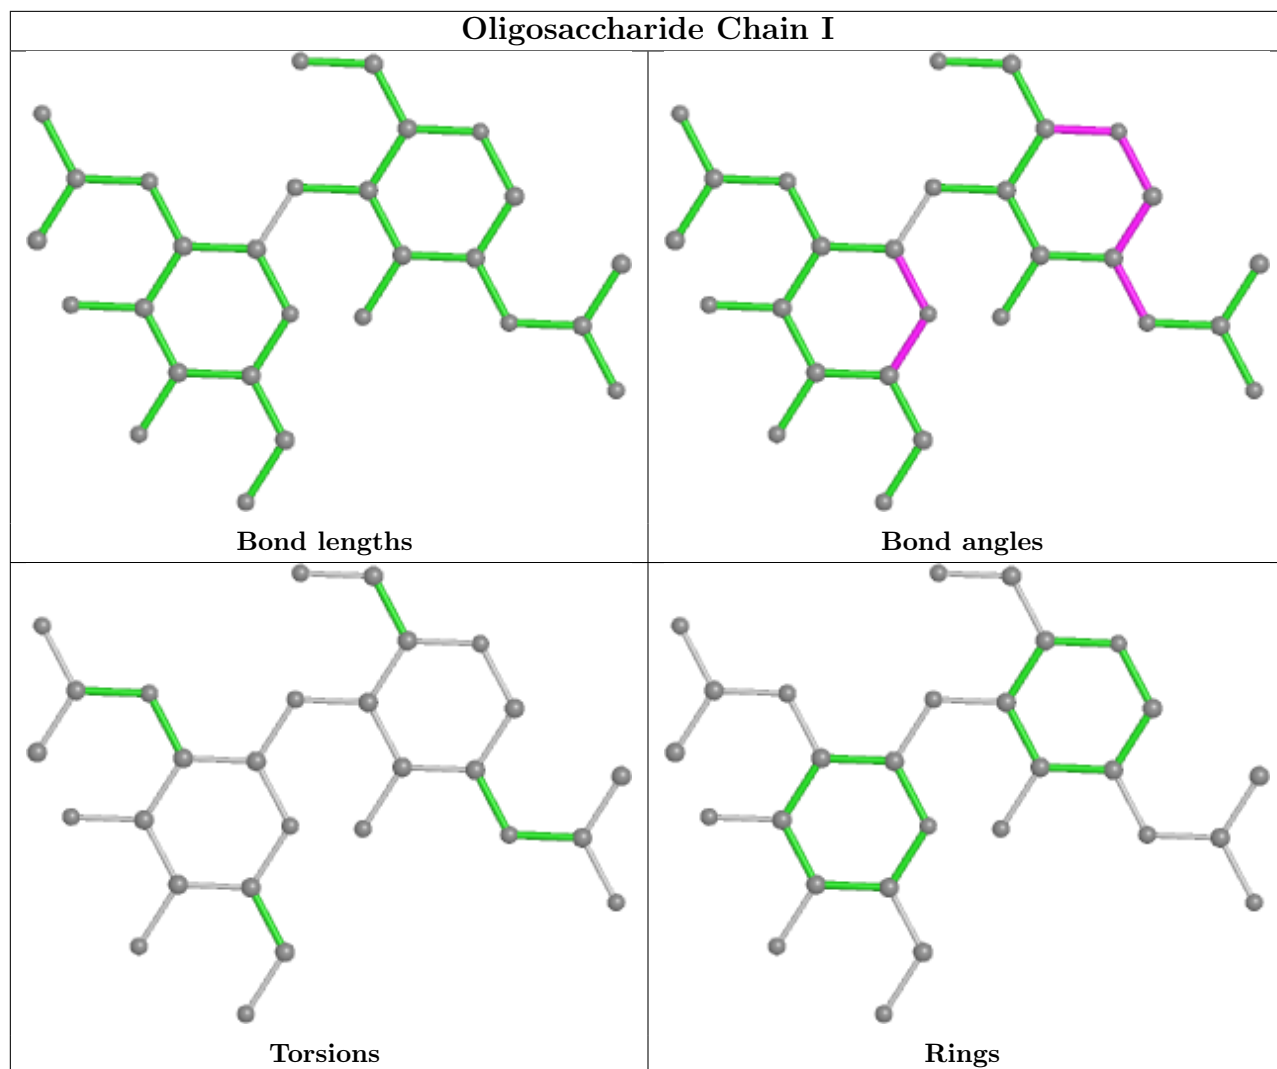 Oligosaccharide Chain I
Bond lengths
Bond angles
Torsions
Rings